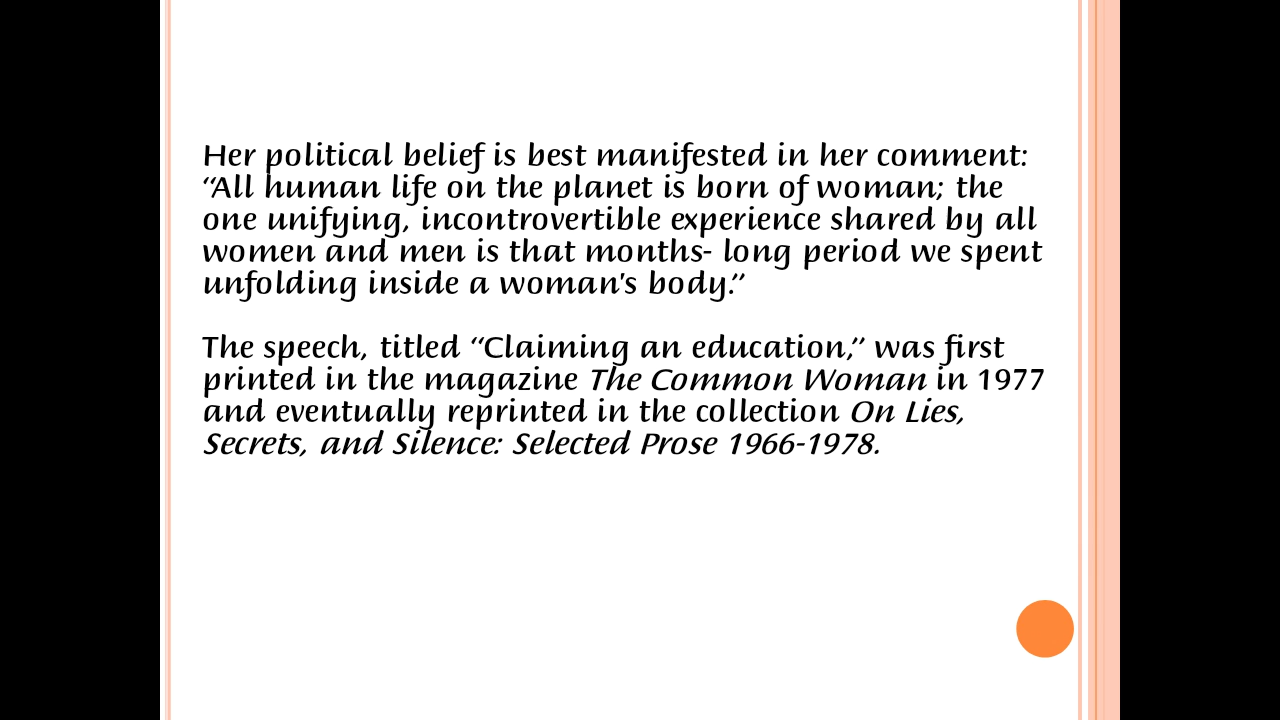 Her political belief is best manifested in her comment:
“All human life on the planet is born of woman; the
one unifying, incontrovertible experience shared by all
women and men is that months- long period we spent
unfolding inside a woman's body.”
The speech, titled “Claiming an education,” was first
printed in the magazine The Common Woman in 1977
and eventually reprinted in the collection On Lies,
Secrets, and Silence: Selected Prose 1966-1978.